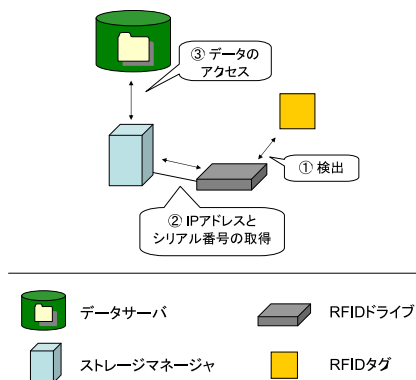 ③ データの
アクセス
① 検出
② IPアドレスと
シリアル番号の取得
データサーバ
RFIDドライブ
ストレージマネージャ
RFIDタグ